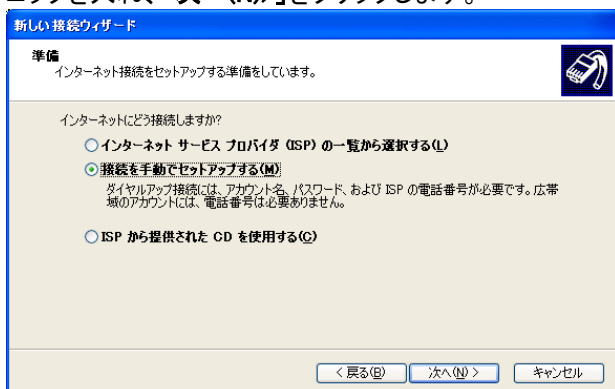 エックを入れ、「次へ(N)」をクリックします。
新しい接続ウィザード
準備
インターネット接続をセットアップする準備をしています。
インターネットにどう接続しますか?
インターネット サービス プロバイダ (ISP) の一覧から選択する(L)
接続を手動でセットアップする(M)
ダイヤルアップ接続には、アカウント名、パスワード、および ISP の電話番号が必要です。広帯
域のアカウントには、電話番号は必要ありません。
ISP から提供された CD を使用する(C)
< 戻る(B) 次へ(N) > キャンセル